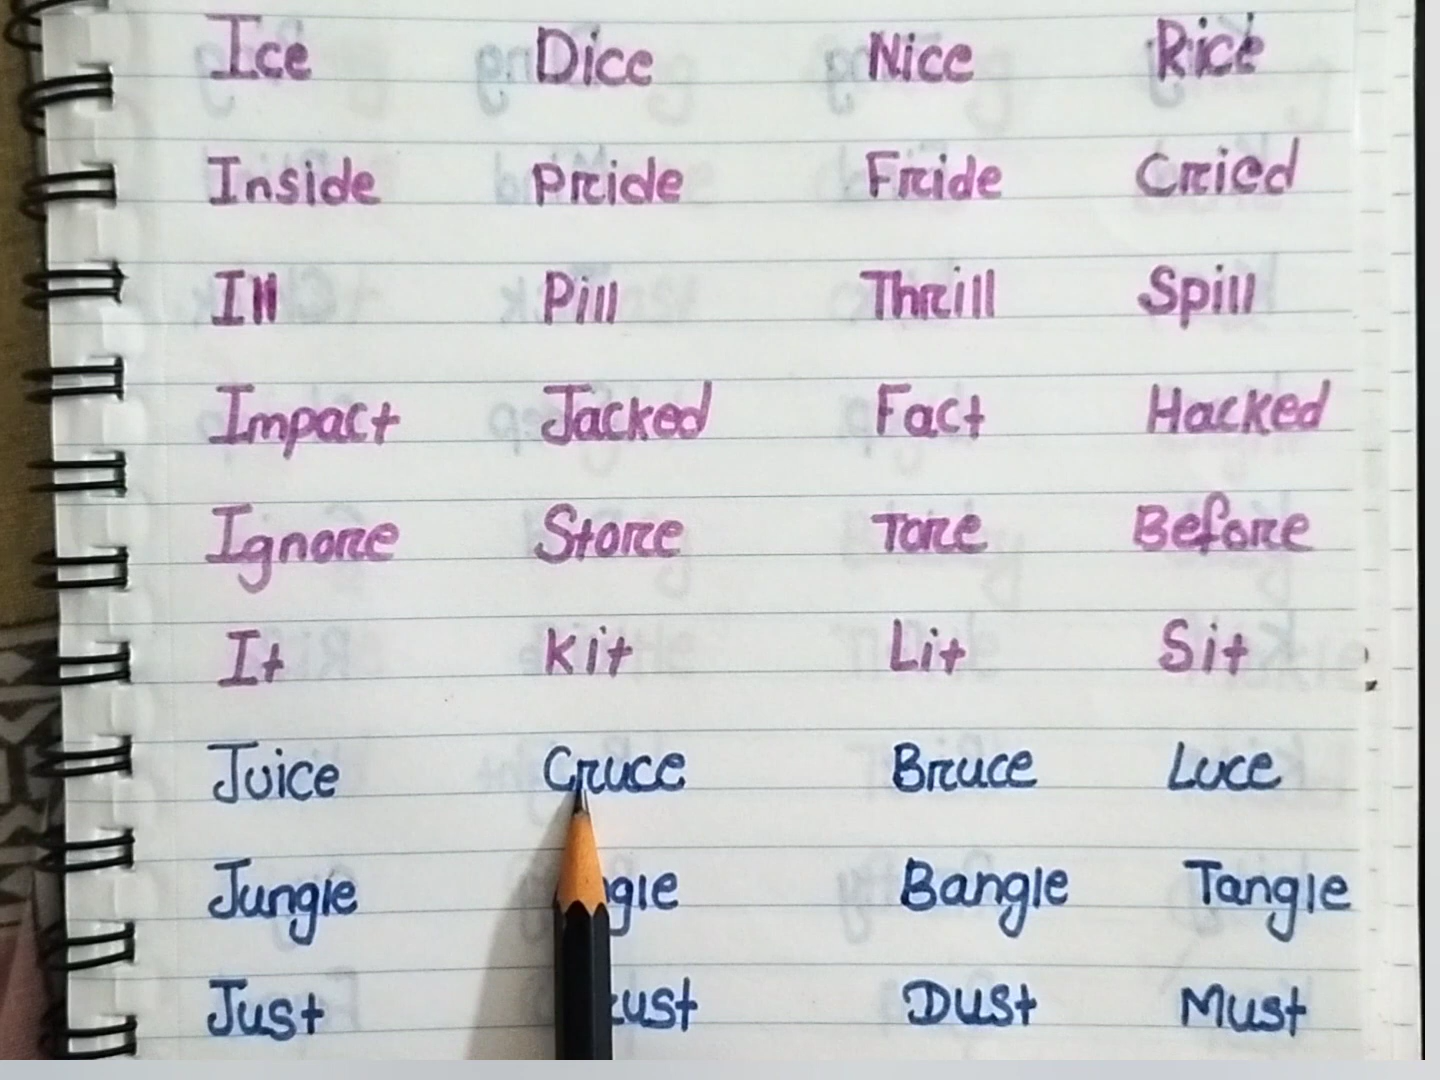 Ice Dice Nice Rice
Inside Pride Fride Cried
Ill Pill Thrill Spill
Impact Jacked Fact Hacked
Ignore Store Tore Before
It Kit Lit Sit
Juice Cruce Bruce Luce
Jungle Bangle Tangle
Just Dust Must